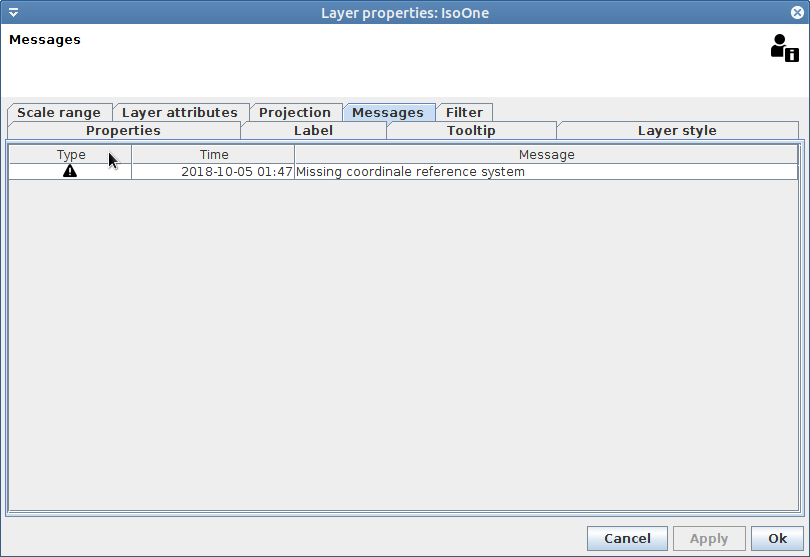 Layer properties: IsoOne
Messages
Scale range Layer attributes Projection Messages Filter
Properties Label Tooltip Layer style
Type Time Message
2018-10-05 01:47 Missing coordinale reference system
Cancel Apply Ok